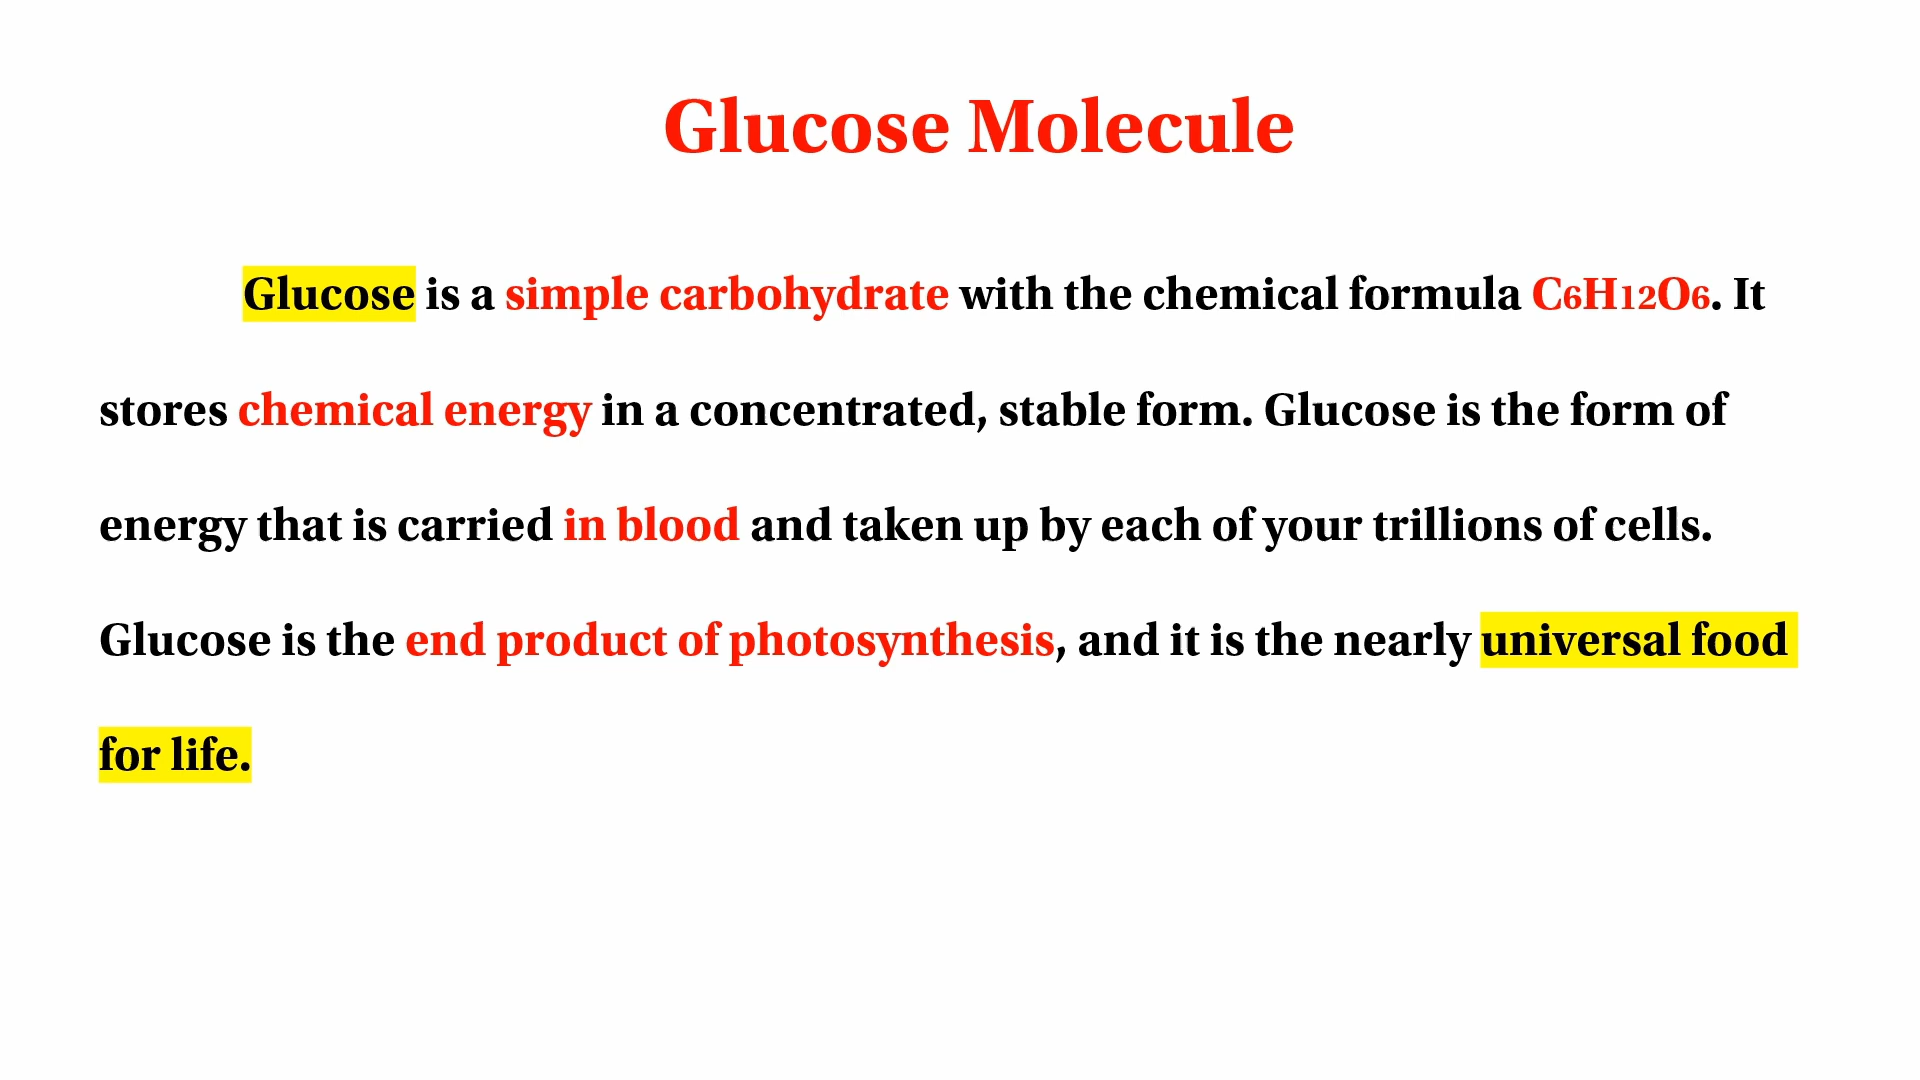 Glucose Molecule
Glucose is a simple carbohydrate with the chemical formula C6H12O6. It
stores chemical energy in a concentrated, stable form. Glucose is the form of
energy that is carried in blood and taken up by each of your trillions of cells.
Glucose is the end product of photosynthesis, and it is the nearly universal food
for life.